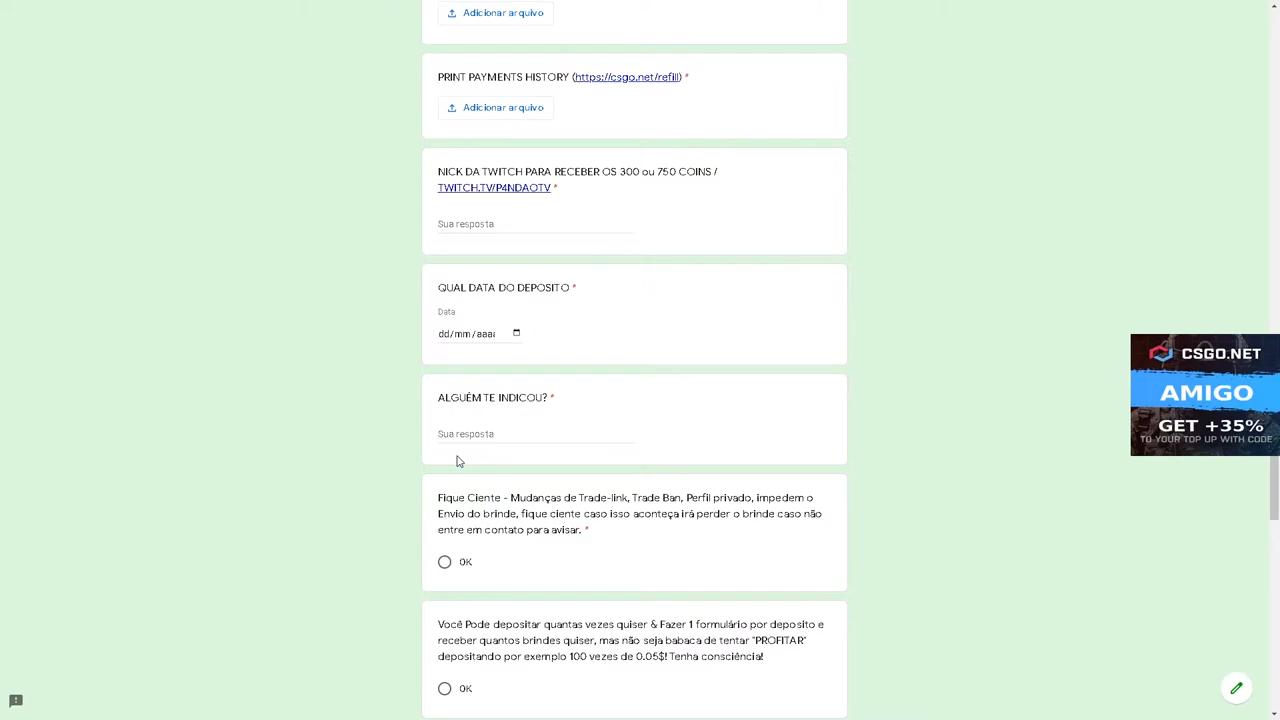 Adicionar arquivo
PRINT PAYMENTS HISTORY (https://csgo.net/refill) *
Adicionar arquivo
NICK DA TWITCH PARA RECEBER OS 300 ou 750 COINS /
TWITCH.TV/P4NDAOTV *
Sua resposta
QUAL DATA DO DEPOSITO *
Data
dd/mm/aaaa
ALGUÉM TE INDICOU? *
Sua resposta
Fique Ciente - Mudanças de Trade-link, Trade Ban, Perfil privado, impedem o
Envio do brinde, fique ciente caso isso aconteça irá perder o brinde caso não
entre em contato para avisar. *
OK
Você Pode depositar quantas vezes quiser & Fazer 1 formulário por deposito e
receber quantos brindes quiser, mas não seja babaca de tentar "PROFITAR"
depositando por exemplo 100 vezes de 0.05$! Tenha consciência!
OK
CSGO.NET
AMIGO
GET +35%
TO YOUR TOP UP WITH CODE